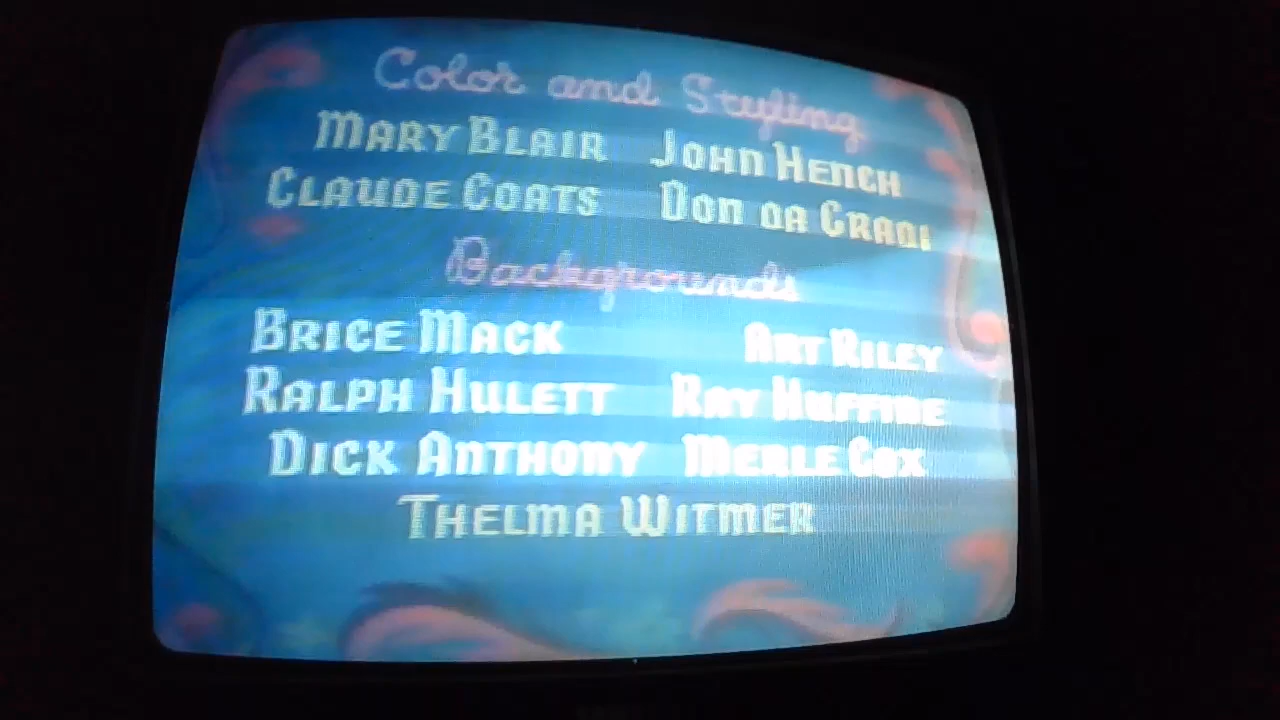 Color and Styling
MARY BLAIR JOHN HENCH
CLAUDE COATS DON DA GRADI
Backgrounds
BRICE MACK ART RILEY
RALPH HULETT RAY HUFFINE
DICK ANTHONY MERLE COX
THELMA WITMER